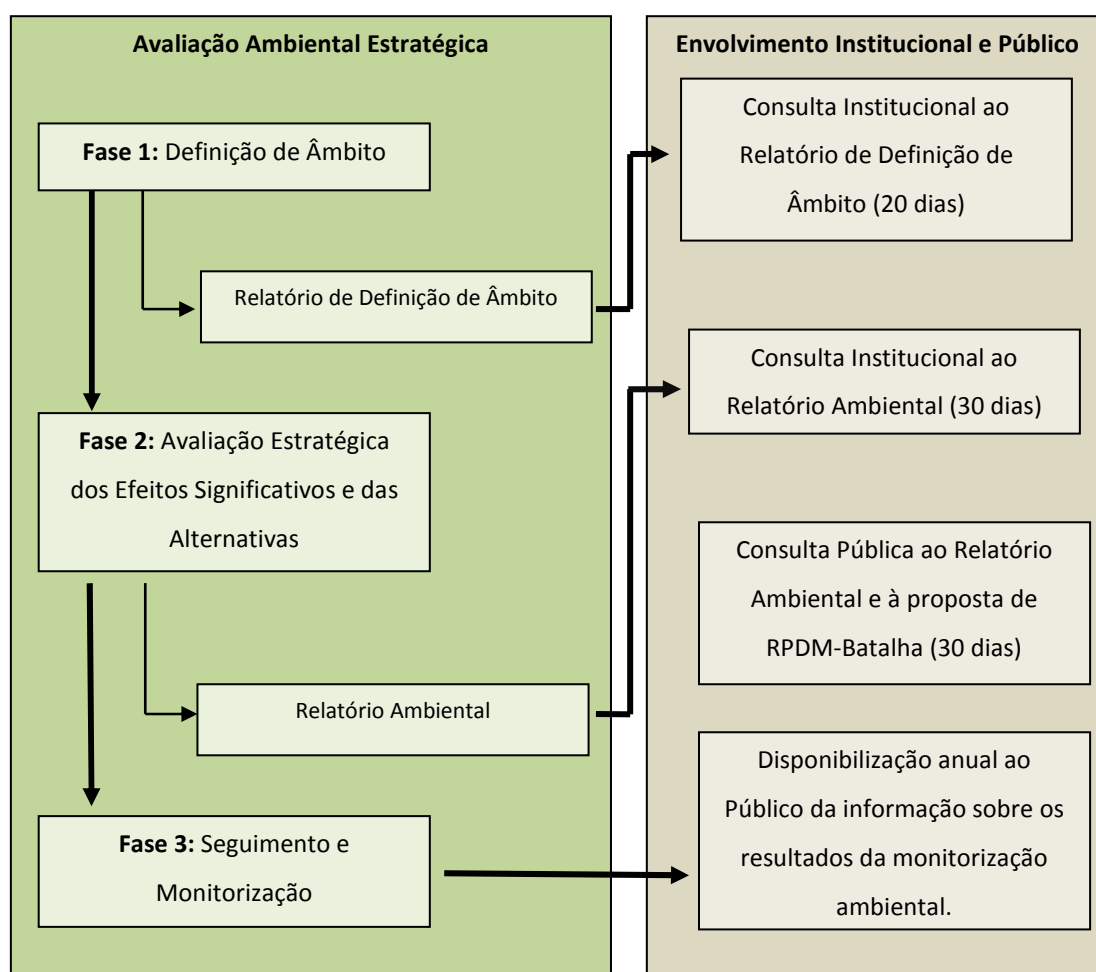 Avaliação Ambiental Estratégica
Fase 1: Definição de Âmbito
Relatório de Definição de Âmbito
Fase 2: Avaliação Estratégica
dos Efeitos Significativos e das
Alternativas
Relatório Ambiental
Fase 3: Seguimento e
Monitorização
Envolvimento Institucional e Público
Consulta Institucional ao
Relatório de Definição de
Âmbito (20 dias)
Consulta Institucional ao
Relatório Ambiental (30 dias)
Consulta Pública ao Relatório
Ambiental e à proposta de
RPDM-Batalha (30 dias)
Disponibilização anual ao
Público da informação sobre os
resultados da monitorização
ambiental.